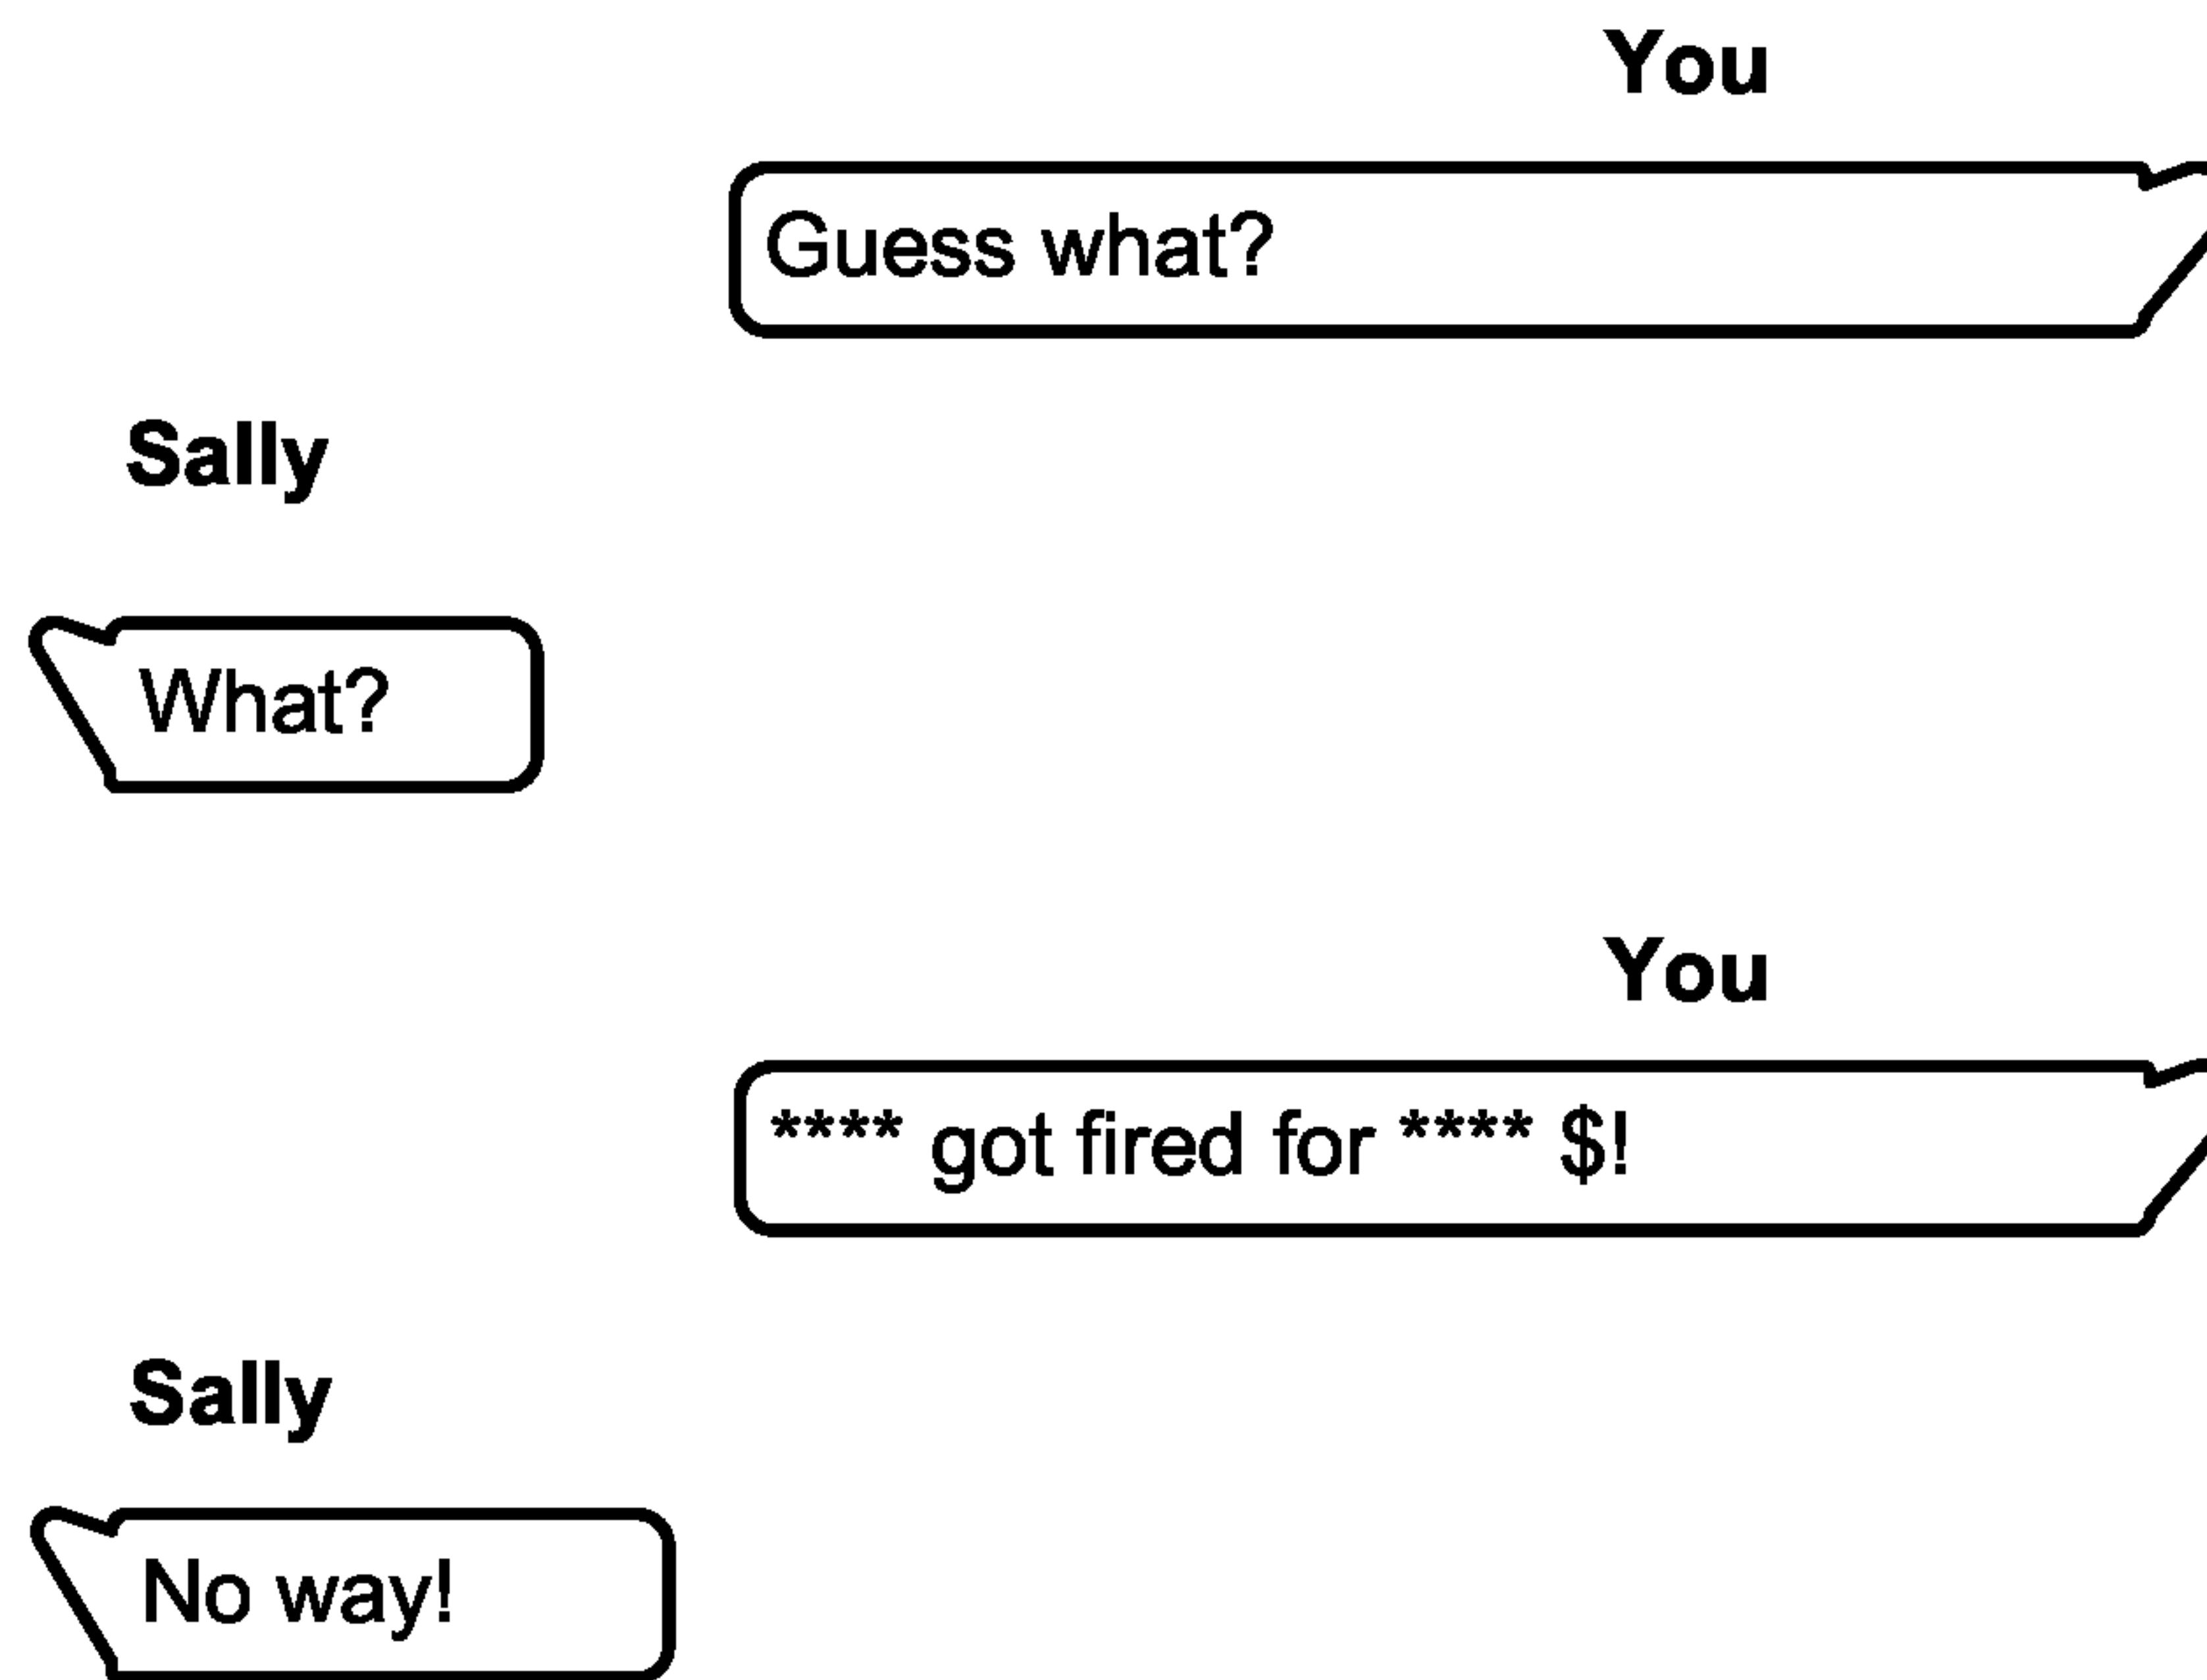 You
Guess what?
Sally
What?
You
**** got fired for **** $!
Sally
No way!